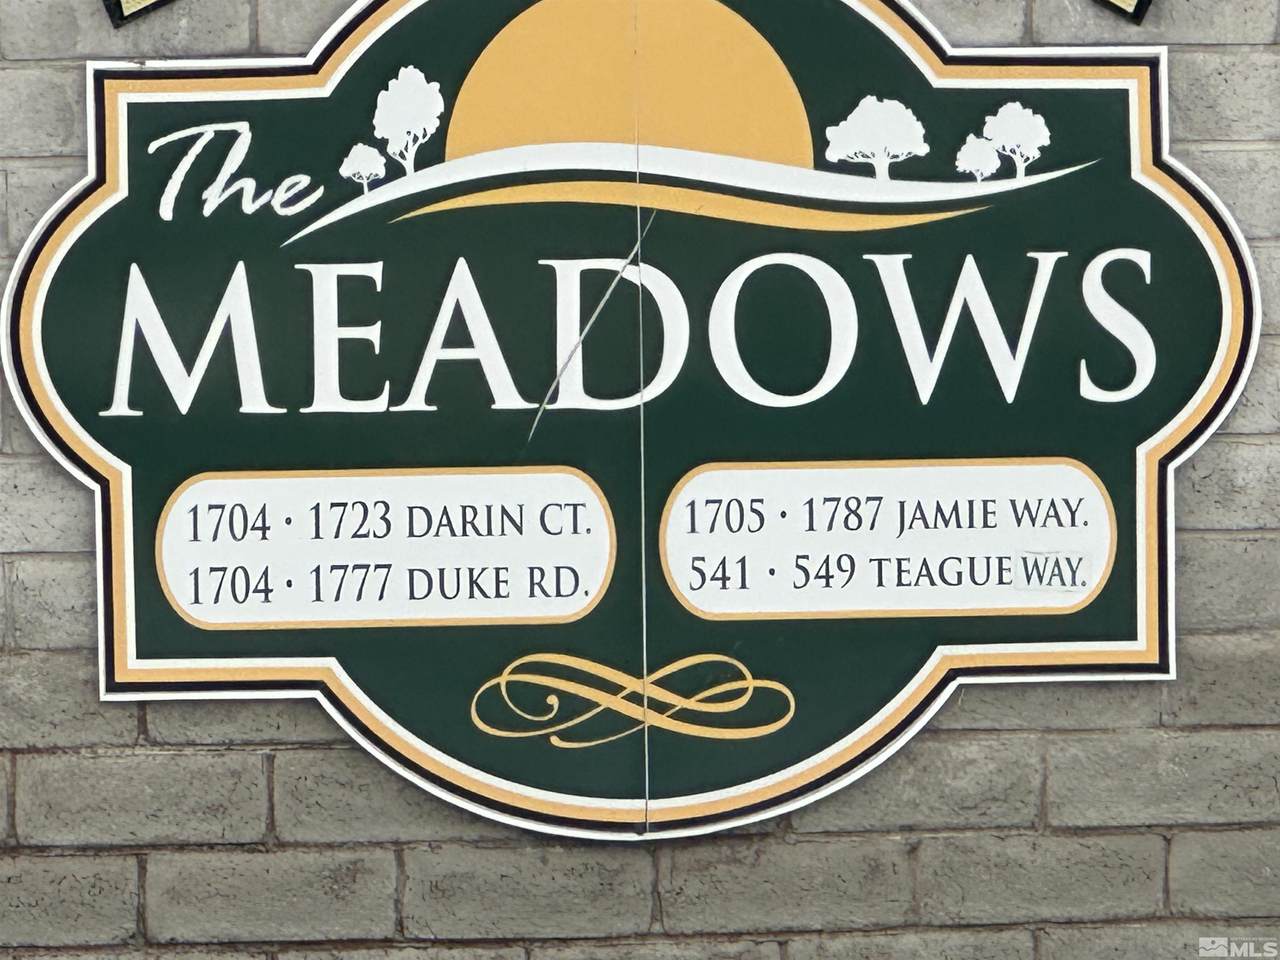 The
MEADOWS
1704 · 1723 DARIN CT.
1704 · 1777 DUKE RD.
1705 · 1787 JAMIE WAY.
541 · 549 TEAGUE WAY.
MLS